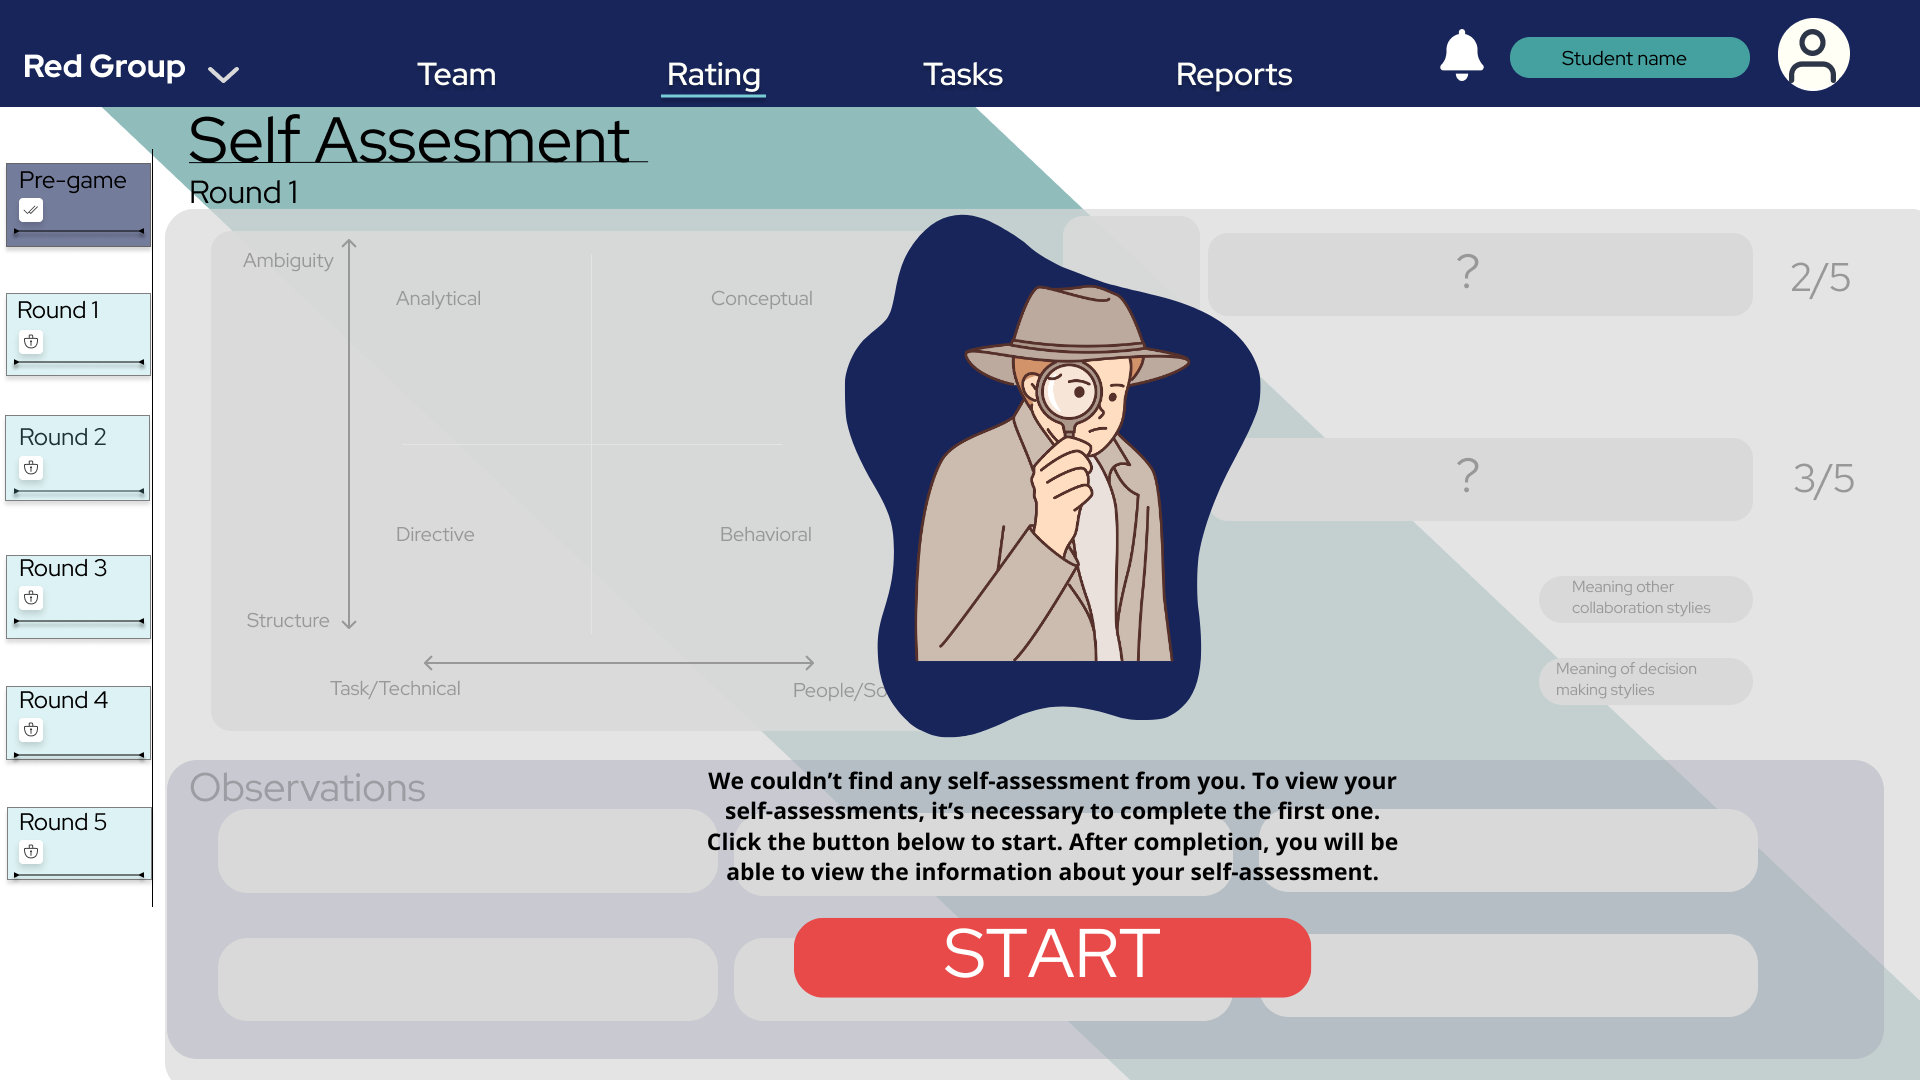 Red Group
Team
Rating
Tasks
Reports
Student name
Self Assesment
Round 1
Pre-game
Round 1
Round 2
Round 3
Round 4
Round 5
Ambiguity
Analytical
Conceptual
Directive
Behavioral
Structure
Task/Technical
People/So
?
2/5
?
3/5
Meaning other
collaboration stylies
Meaning of decision
making stylies
Observations
We couldn’t find any self-assessment from you. To view your
self-assessments, it’s necessary to complete the first one.
Click the button below to start. After completion, you will be
able to view the information about your self-assessment.
START